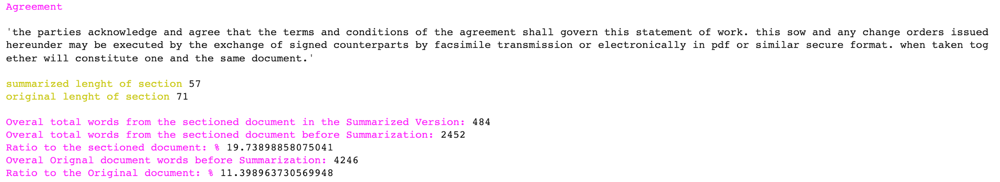 Agreement
'the parties acknowledge and agree that the terms and conditions of the agreement shall govern this statement of work. this sow and any change orders issued
hereunder may be executed by the exchange of signed counterparts by facsimile transmission or electronically in pdf or similar secure format. when taken tog
ether will constitute one and the same document.'
summarized lenght of section 57
original lenght of section 71
Overal total words from the sectioned document in the Summarized Version: 484
Overal total words from the sectioned document before Summarization: 2452
Ratio to the sectioned document: % 19.73898858075041
Overal Orignal document words before Summarization: 4246
Ratio to the Original document: % 11.398963730569948